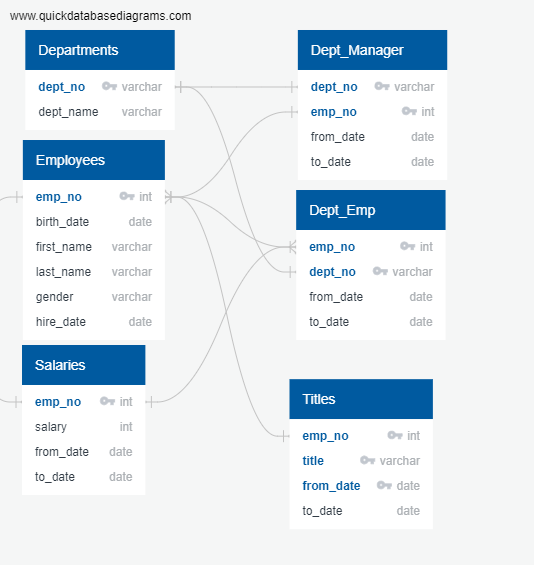 www.quickdatabasediagrams.com
Departments
dept_no varchar
dept_name varchar
Employees
emp_no int
birth_date date
first_name varchar
last_name varchar
gender varchar
hire_date date
Salaries
emp_no int
salary int
from_date date
to_date date
Dept_Manager
dept_no varchar
emp_no int
from_date date
to_date date
Dept_Emp
emp_no int
dept_no varchar
from_date date
to_date date
Titles
emp_no int
title varchar
from_date date
to_date date